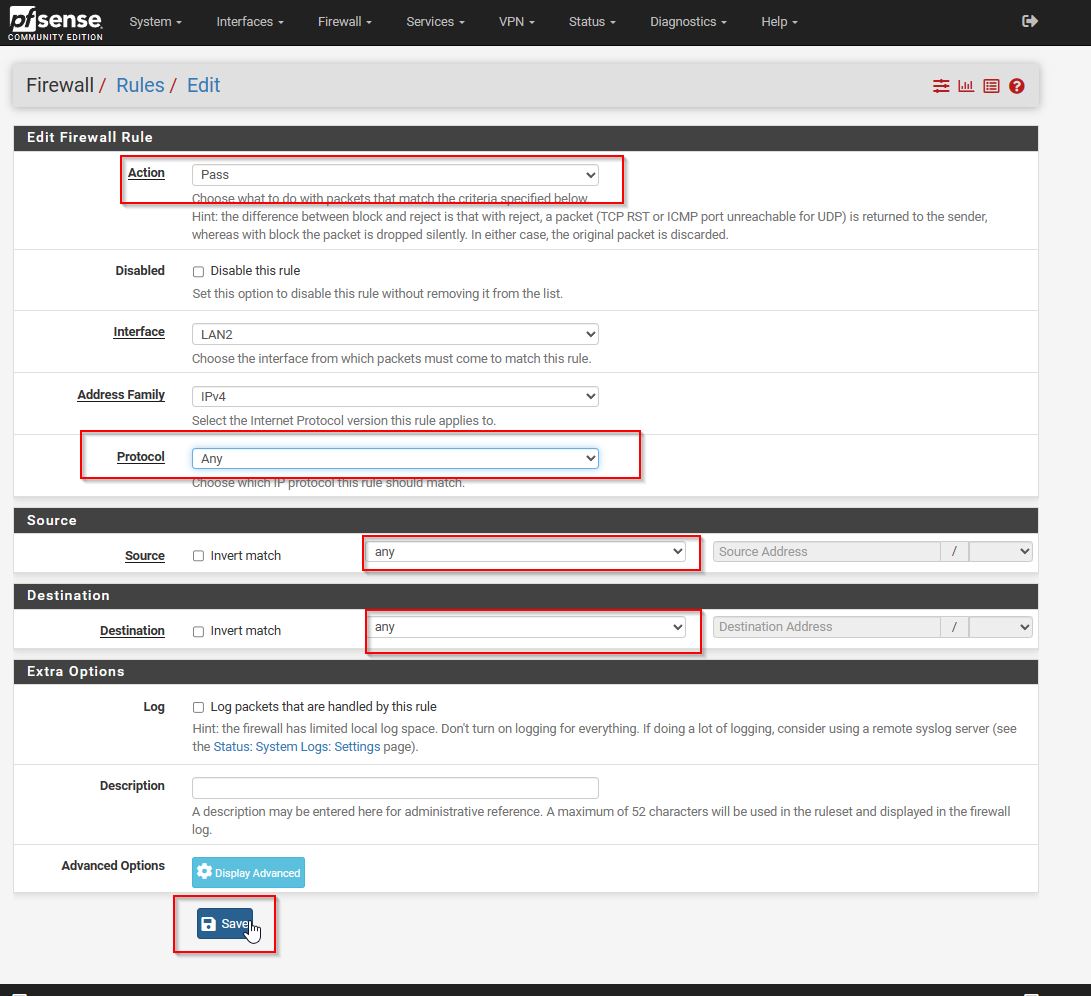 pfsense
COMMUNITY EDITION
System
Interfaces
Firewall
Services
VPN
Status
Diagnostics
Help
Firewall / Rules / Edit
Edit Firewall Rule
Action
Pass
Choose what to do with packets that match the criteria specified below.
Hint: the difference between block and reject is that with reject, a packet (TCP RST or ICMP port unreachable for UDP) is returned to the sender,
whereas with block the packet is dropped silently. In either case, the original packet is discarded.
Disabled
Disable this rule
Set this option to disable this rule without removing it from the list.
Interface
LAN2
Choose the interface from which packets must come to match this rule.
Address Family
IPv4
Select the Internet Protocol version this rule applies to.
Protocol
Any
Choose which IP protocol this rule should match.
Source
Source
Invert match
any
Source Address
/
Destination
Destination
Invert match
any
Destination Address
/
Extra Options
Log
Log packets that are handled by this rule
Hint: the firewall has limited local log space. Don't turn on logging for everything. If doing a lot of logging, consider using a remote syslog server (see
the Status: System Logs: Settings page).
Description
A description may be entered here for administrative reference. A maximum of 52 characters will be used in the ruleset and displayed in the firewall
log.
Advanced Options
Display Advanced
Save